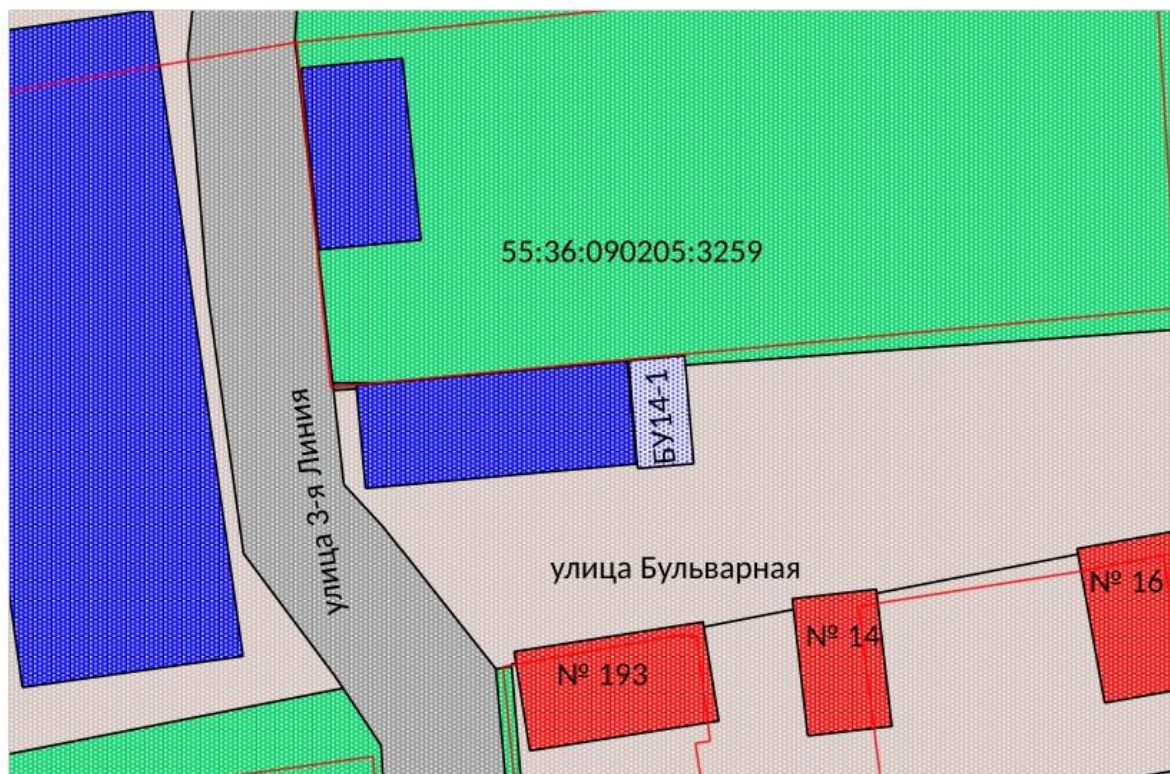 55:36:090205:3259
БУ14-1
улица 3-я Линия
улица Бульварная
№ 193
№ 14
№ 16